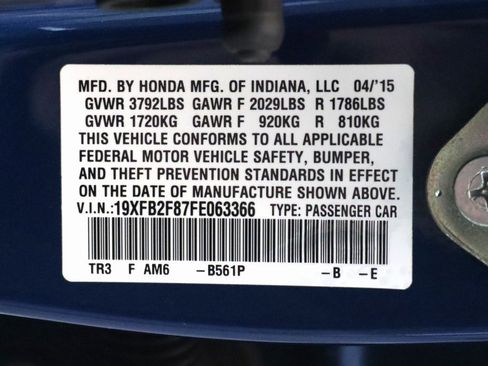 MFD. BY HONDA MFG. OF INDIANA, LLC 04/'15
GVWR 3792LBS GAWR F 2029LBS R 1786LBS
GVWR 1720KG GAWR F 920KG R 810KG
THIS VEHICLE CONFORMS TO ALL APPLICABLE
FEDERAL MOTOR VEHICLE SAFETY, BUMPER,
AND THEFT PREVENTION STANDARDS IN EFFECT
ON THE DATE OF MANUFACTURE SHOWN ABOVE.
V.I.N.:19XFB2F87FE063366 TYPE: PASSENGER CAR
TR3 F AM6 –B561P –B –E